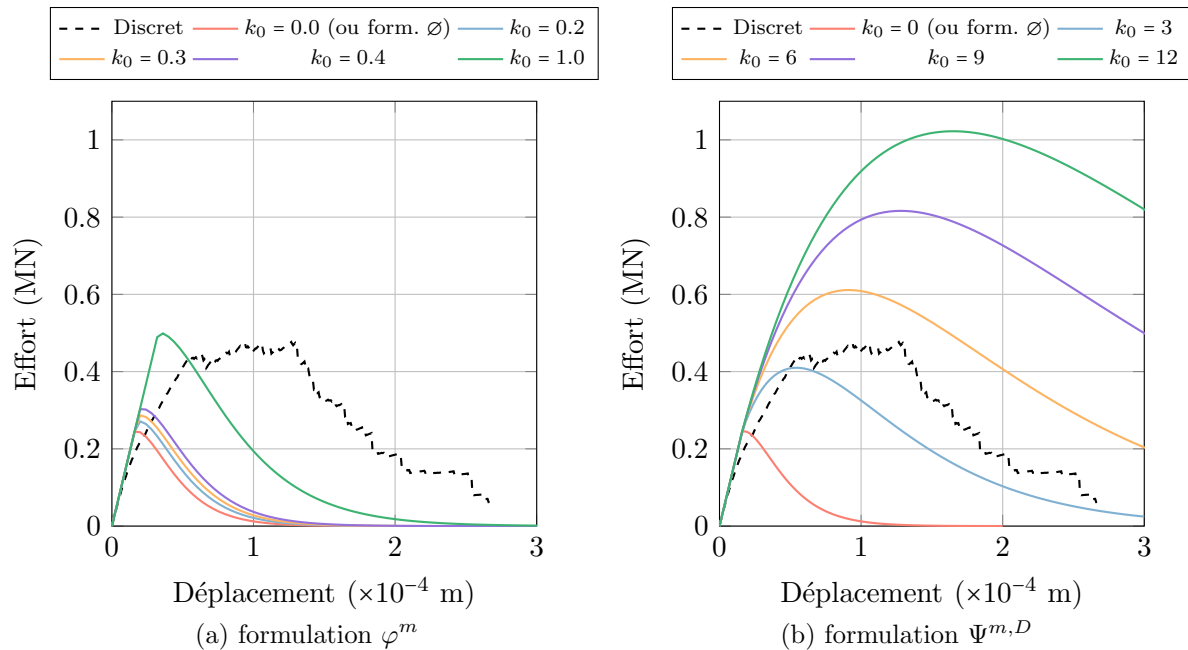 Discret k₀ = 0.0 (ou form. ∅) k₀ = 0.2
k₀ = 0.3 k₀ = 0.4 k₀ = 1.0
1
0.8
0.6
0.4
0.2
0
0 1 2 3
Effort (MN)
Déplacement (×10⁻⁴ m)
(a) formulation φᵐ
Discret k₀ = 0 (ou form. ∅) k₀ = 3
k₀ = 6 k₀ = 9 k₀ = 12
1
0.8
0.6
0.4
0.2
0
0 1 2 3
Effort (MN)
Déplacement (×10⁻⁴ m)
(b) formulation Ψᵐ,ᴰ